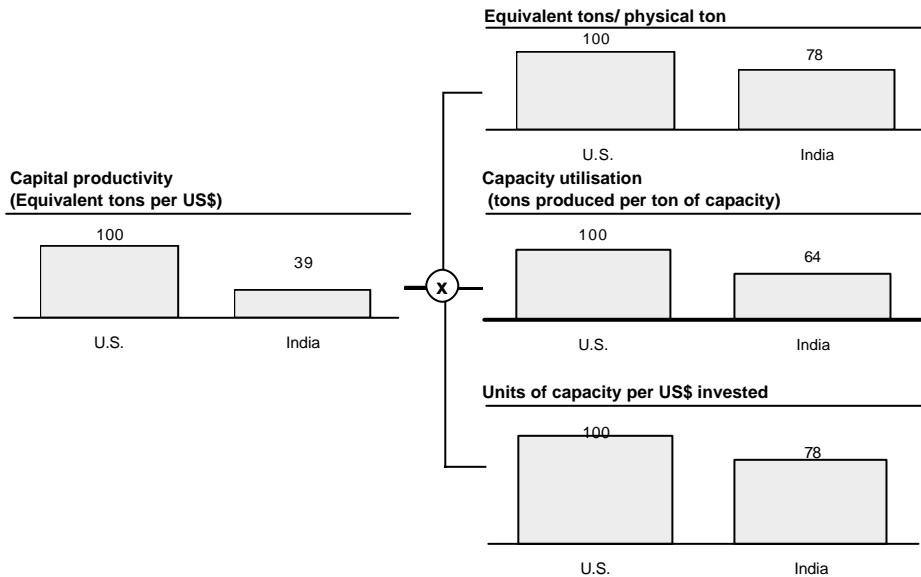 Equivalent tons/ physical ton
100
78
U.S.
India
Capital productivity
(Equivalent tons per US$)
100
39
U.S.
India
x
Capacity utilisation
(tons produced per ton of capacity)
100
64
U.S.
India
Units of capacity per US$ invested
100
78
U.S.
India